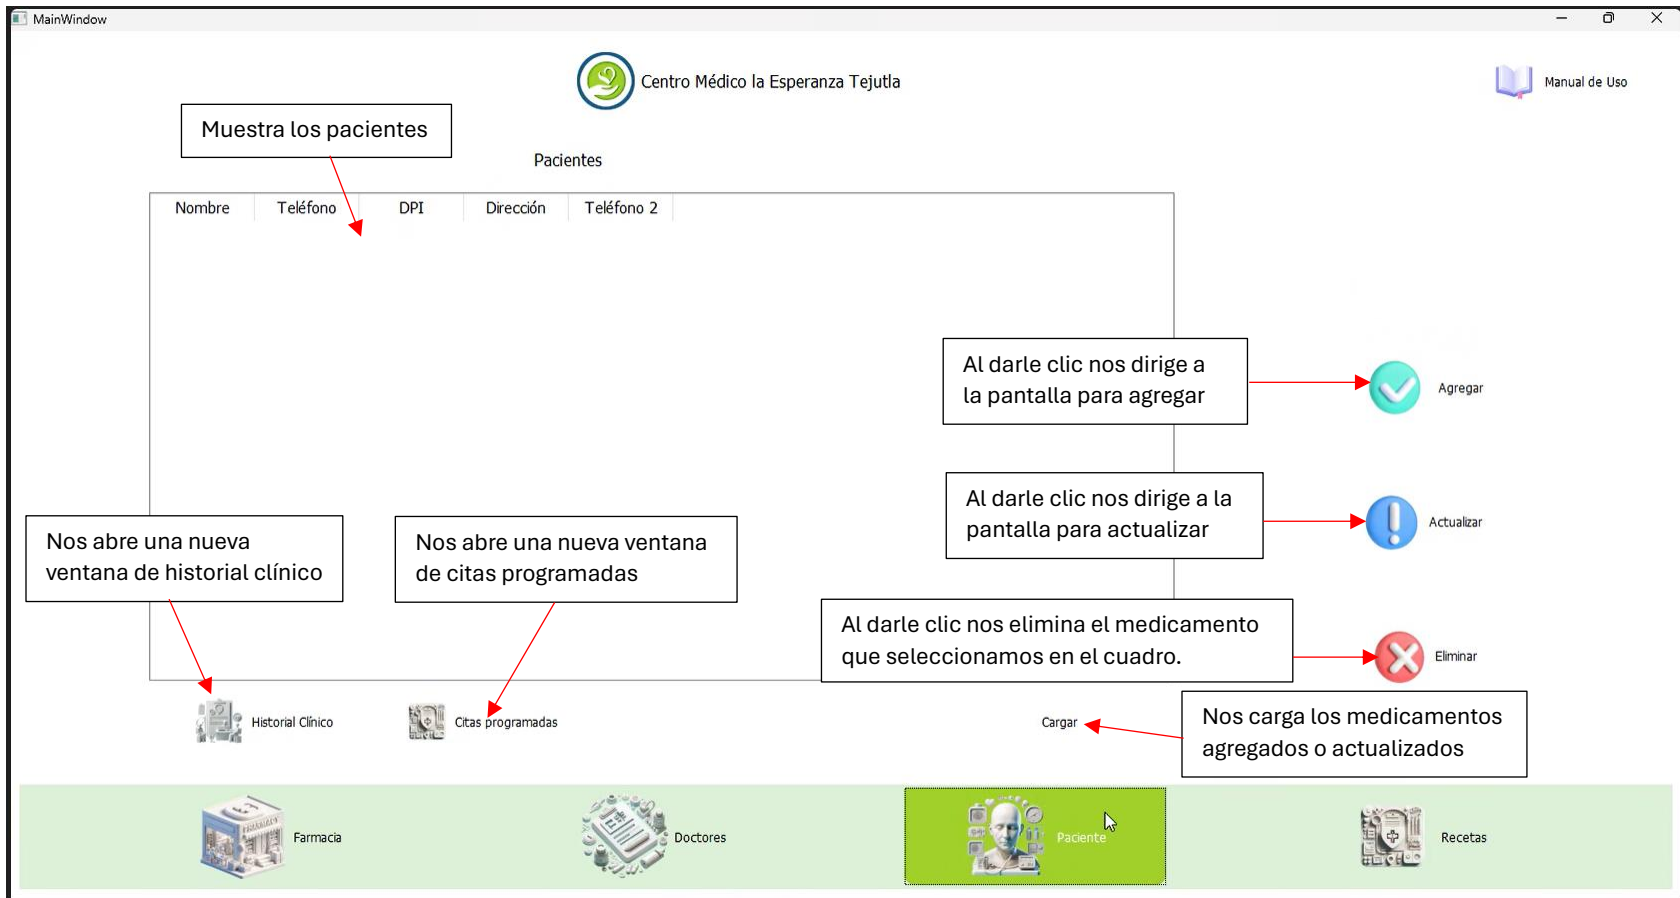 MainWindow
Centro Médico la Esperanza Tejutla
Manual de Uso
Muestra los pacientes
Pacientes
Nombre Teléfono DPI Dirección Teléfono 2
Al darle clic nos dirige a
la pantalla para agregar
Agregar
Al darle clic nos dirige a la
pantalla para actualizar
Actualizar
Nos abre una nueva
ventana de historial clínico
Nos abre una nueva ventana
de citas programadas
Al darle clic nos elimina el medicamento
que seleccionamos en el cuadro.
Eliminar
Historial Clínico
Citas programadas
Cargar
Nos carga los medicamentos
agregados o actualizados
Farmacia
Doctores
Paciente
Recetas